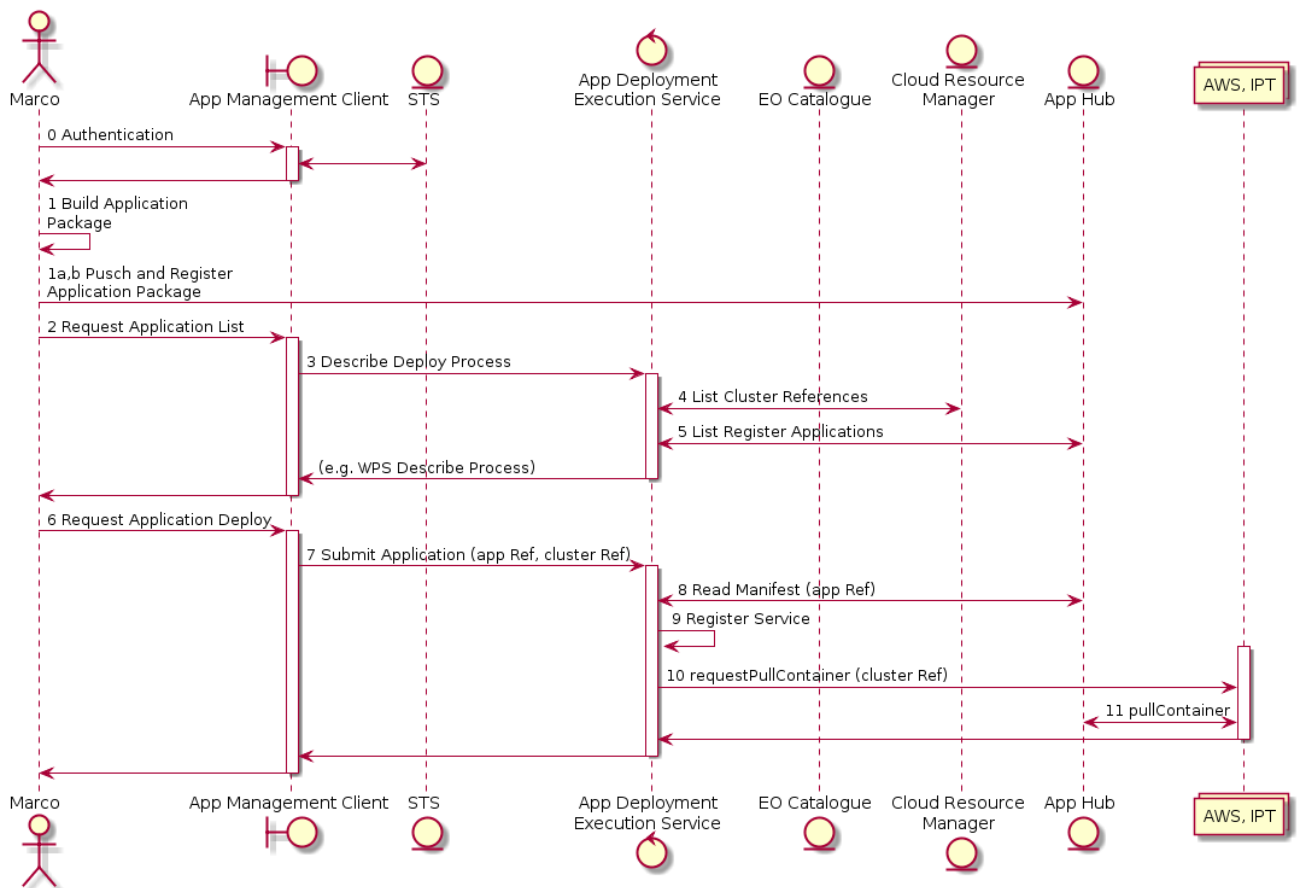 Marco
App Management Client
STS
App Deployment
Execution Service
EO Catalogue
Cloud Resource
Manager
App Hub
AWS, IPT
0 Authentication
1 Build Application
Package
1a,b Pusch and Register
Application Package
2 Request Application List
3 Describe Deploy Process
4 List Cluster References
5 List Register Applications
(e.g. WPS Describe Process)
6 Request Application Deploy
7 Submit Application (app Ref, cluster Ref)
8 Read Manifest (app Ref)
9 Register Service
10 requestPullContainer (cluster Ref)
11 pullContainer
Marco
App Management Client
STS
App Deployment
Execution Service
EO Catalogue
Cloud Resource
Manager
App Hub
AWS, IPT